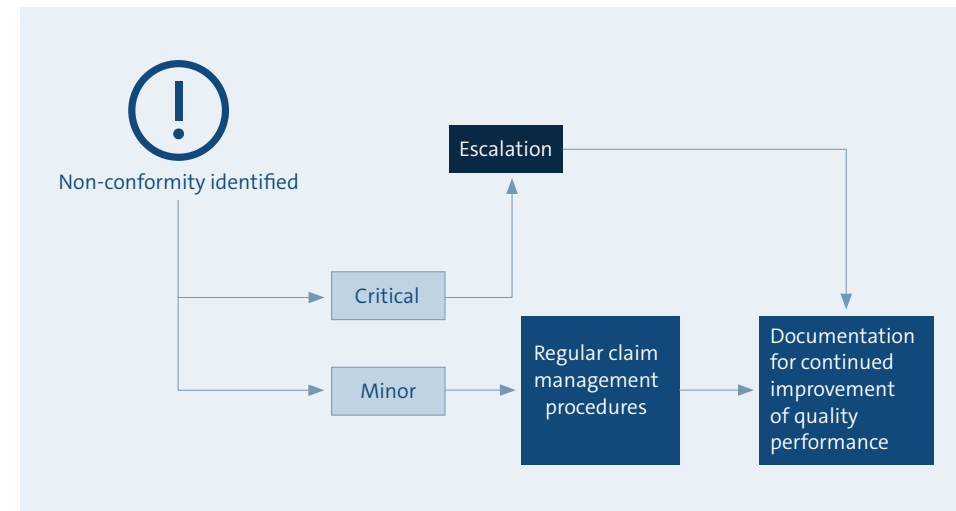 Non-conformity identified
Escalation
Critical
Minor
Regular claim
management
procedures
Documentation
for continued
improvement
of quality
performance